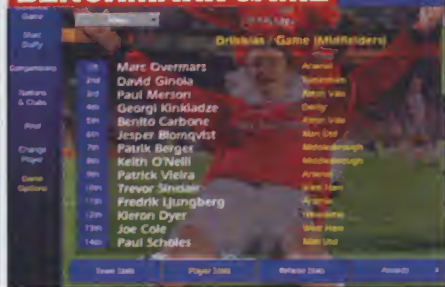 BENCHMARK GAME
Game
Start
Duffy
Competitions
Nations
& Clubs
Find
Change
Player
Game
Options
Dribbles / Game (Midfielders)
1st Marc Overmars Arsenal
2nd David Ginola Tottenham
3rd Paul Merson Aston Villa
4th Georgi Kinkladze Derby
5th Benito Carbone Aston Villa
6th Jesper Blomqvist Man Utd
7th Patrik Berger
8th Keith O'Neill Middlesbrough
9th Patrick Vieira Arsenal
10th Trevor Sinclair West Ham
11th Fredrik Ljungberg Arsenal
12th Kieron Dyer Newcastle
13th Joe Cole West Ham
14th Paul Scholes Man Utd
Team Stats Player Stats Referee Stats Awards